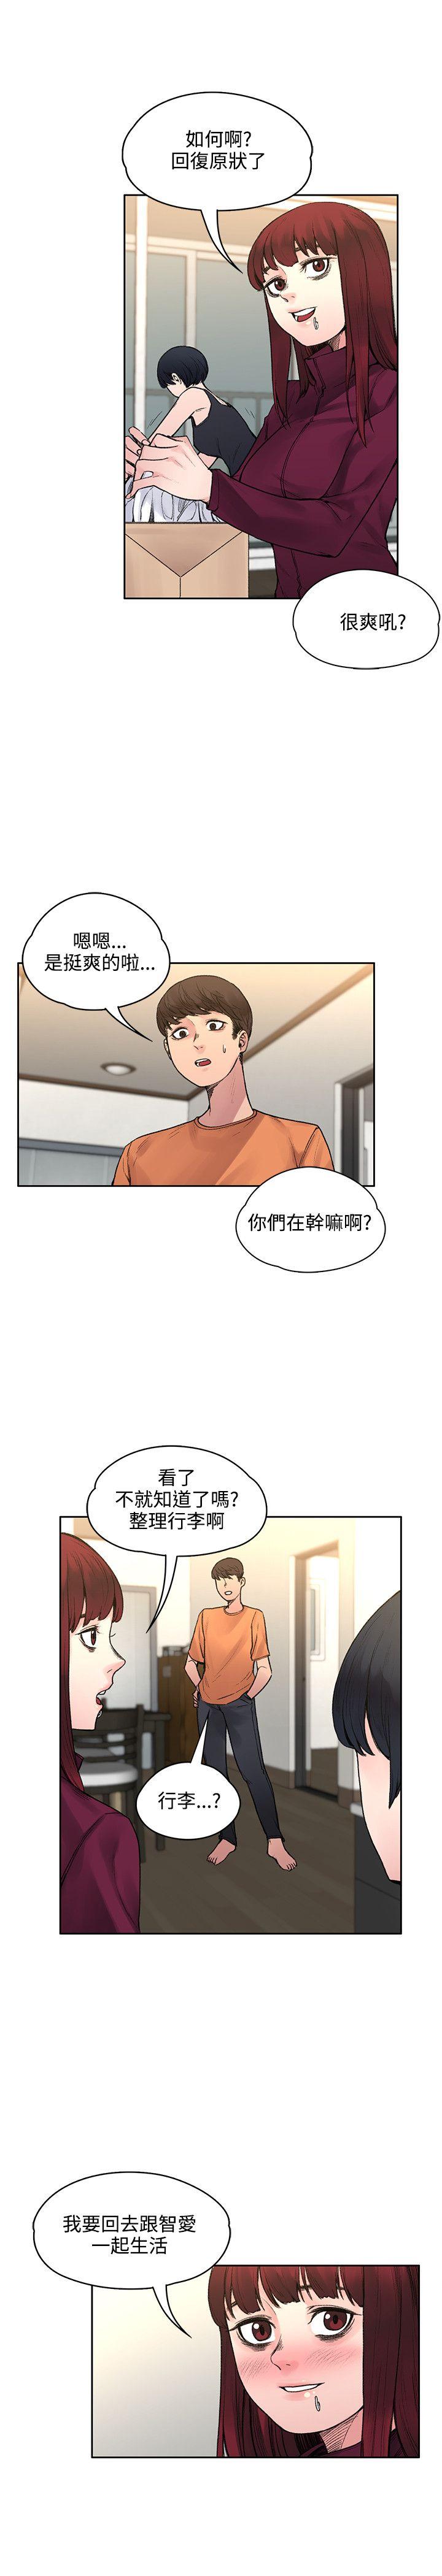 如何啊?
回復原狀了
很爽吼?
嗯嗯...
是挺爽的啦...
你們在幹嘛啊?
看了
不就知道了嗎?
整理行李啊
行李...?
我要回去跟智愛
一起生活